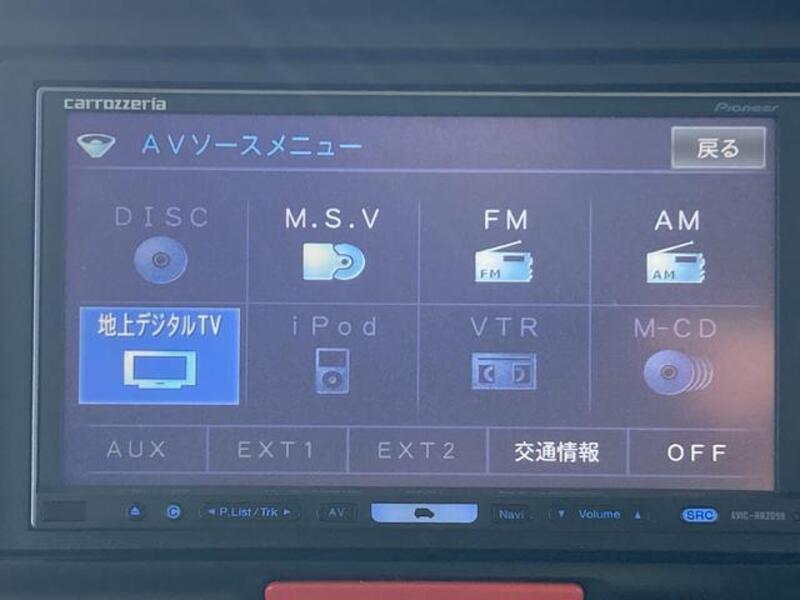 carrozzeria Pioneer
AVソースメニュー 戻る
DISC M.S.V FM AM
FM AM
地上デジタルTV iPod VTR M-CD
AUX EXT1 EXT2 交通情報 OFF
C P.List/Trk AV Navi Volume SRC